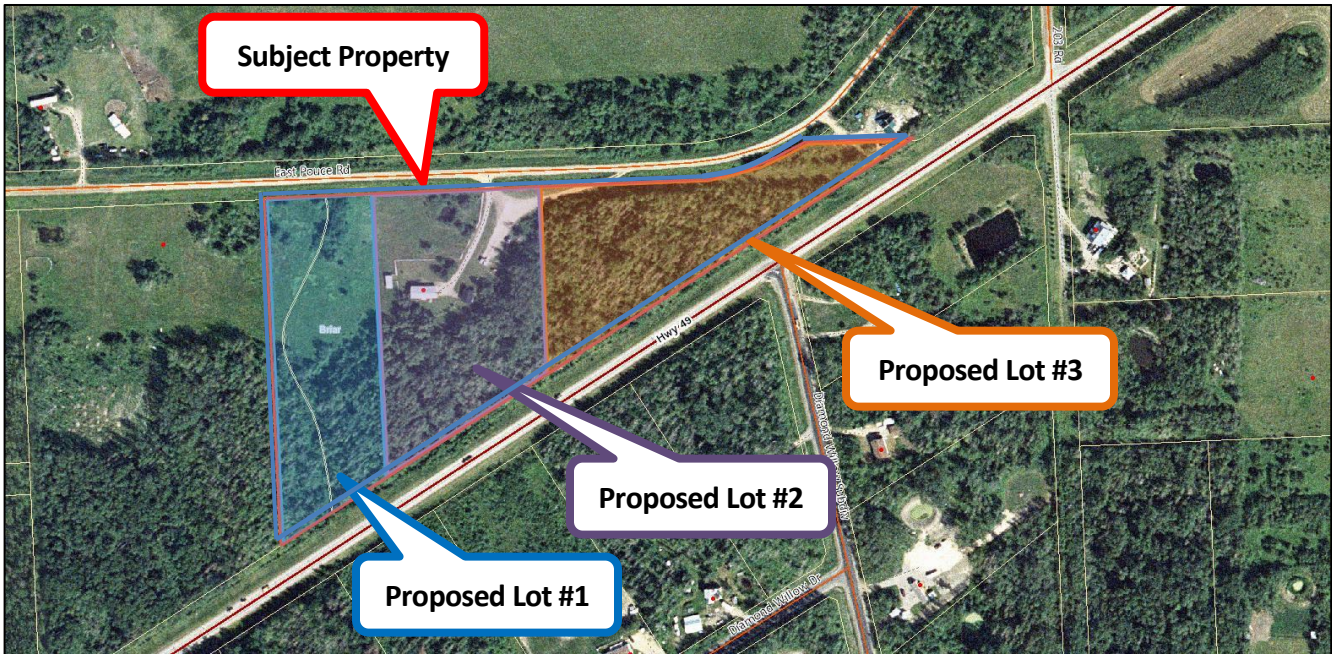 Subject Property
203 Rd
East Pouce Rd
Briar
Hwy 49
Proposed Lot #3
Proposed Lot #2
Proposed Lot #1
Diamond Willow Dr